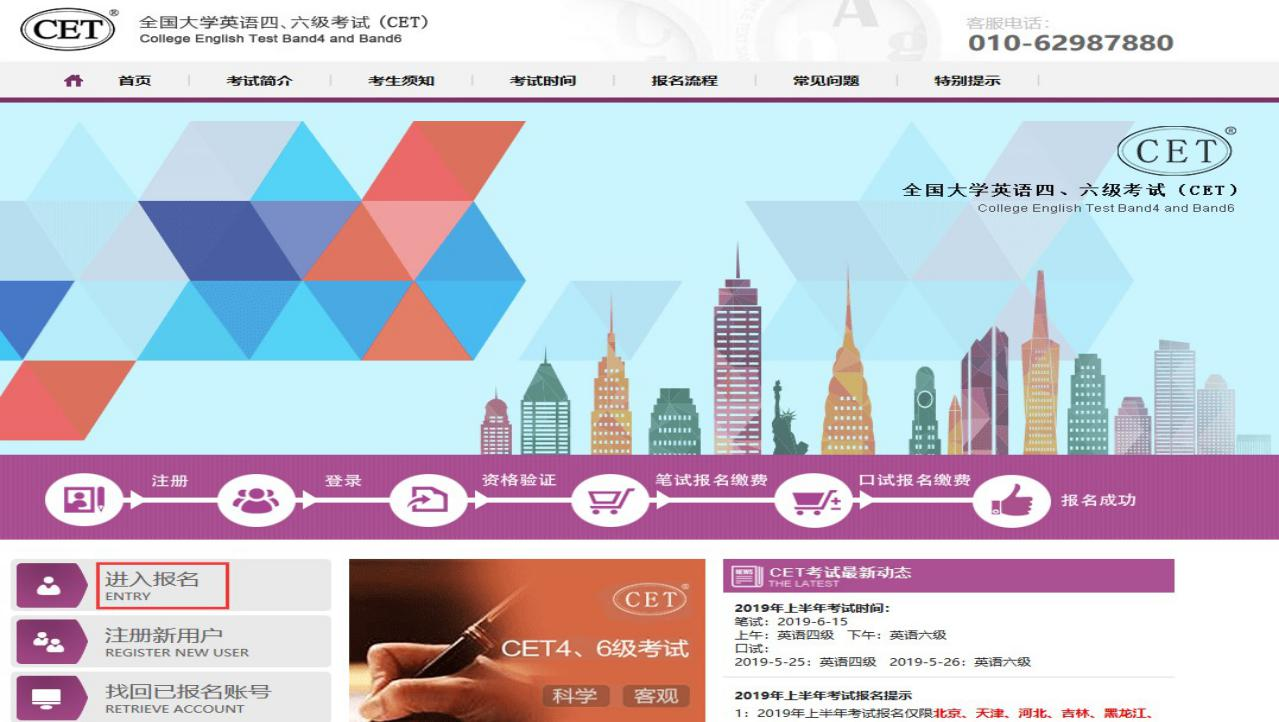 CET®
全国大学英语四、六级考试（CET）
College English Test Band4 and Band6
客服电话：
010-62987880
首页 考试简介 考生须知 考试时间 报名流程 常见问题 特别提示
CET®
全国大学英语四、六级考试（CET）
College English Test Band4 and Band6
注册 登录 资格验证 笔试报名缴费 口试报名缴费 报名成功
进入报名
ENTRY
注册新用户
REGISTER NEW USER
找回已报名账号
RETRIEVE ACCOUNT
CET®
CET4、6级考试
科学 客观
NEWS
CET考试最新动态
THE LATEST
2019年上半年考试时间：
笔试：2019-6-15
上午：英语四级 下午：英语六级
口试：
2019-5-25：英语四级 2019-5-26：英语六级
2019年上半年考试报名提示
1：2019年上半年考试报名仅限北京、天津、河北、吉林、黑龙江、